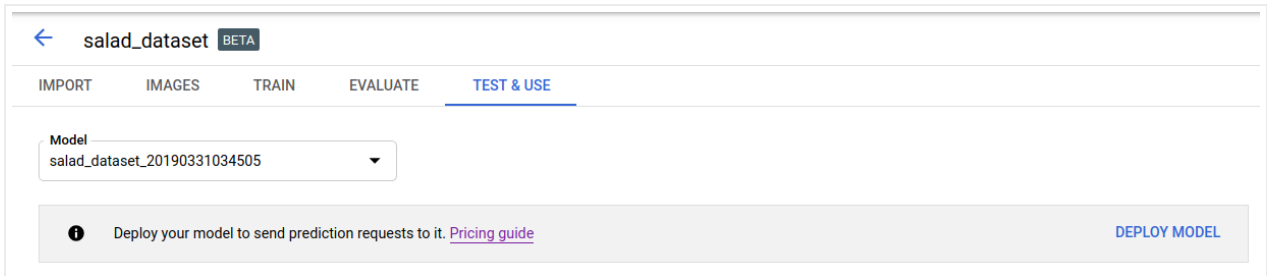 salad_dataset BETA
IMPORT IMAGES TRAIN EVALUATE TEST & USE
Model
salad_dataset_20190331034505
Deploy your model to send prediction requests to it. Pricing guide DEPLOY MODEL